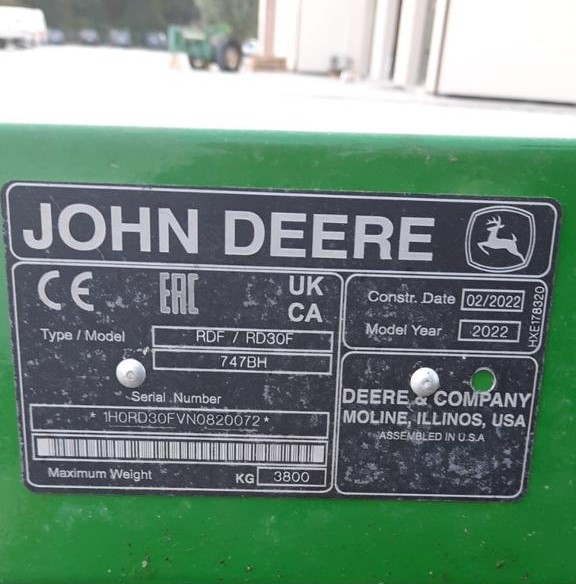 JOHN DEERE
CE
EAC
UK
CA
Constr. Date 02/2022
Model Year 2022
HXE178320
Type / Model RDF / RD30F
747BH
Serial Number
* 1H0RD30FVN0820072 *
Maximum Weight KG 3800
DEERE & COMPANY
MOLINE, ILLINOS, USA
ASSEMBLED IN U.S.A